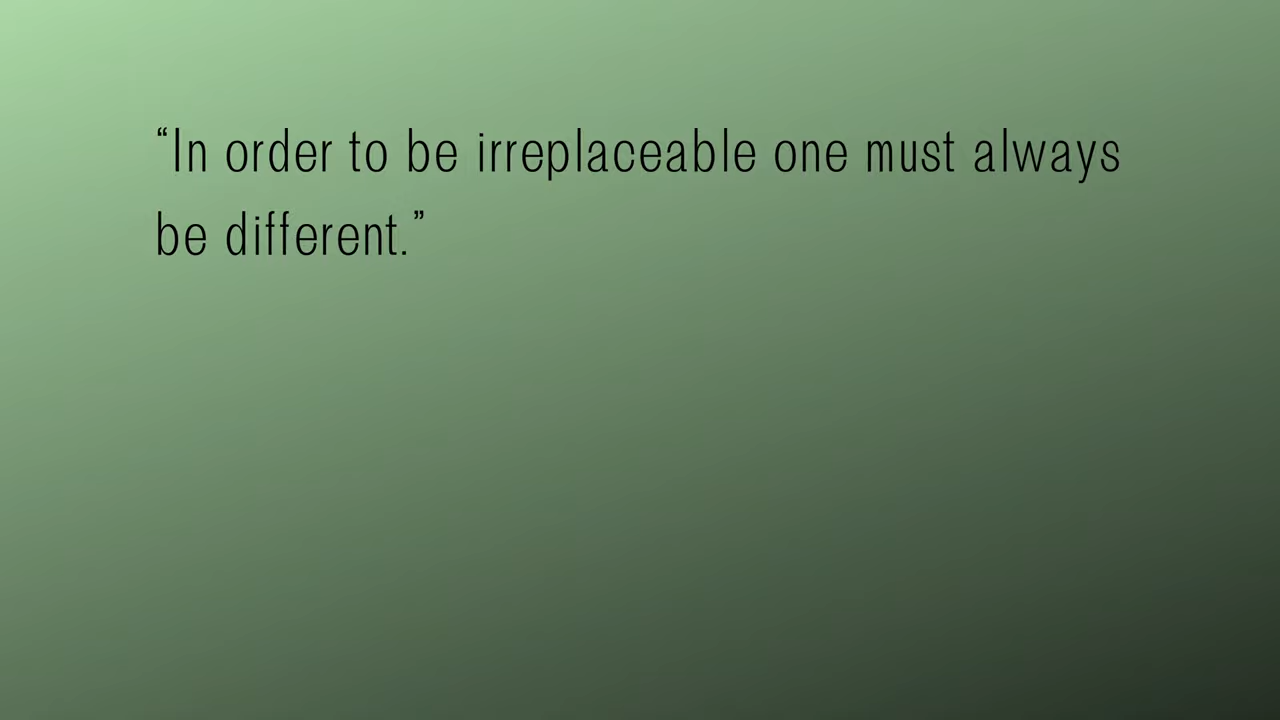 “In order to be irreplaceable one must always
be different.”